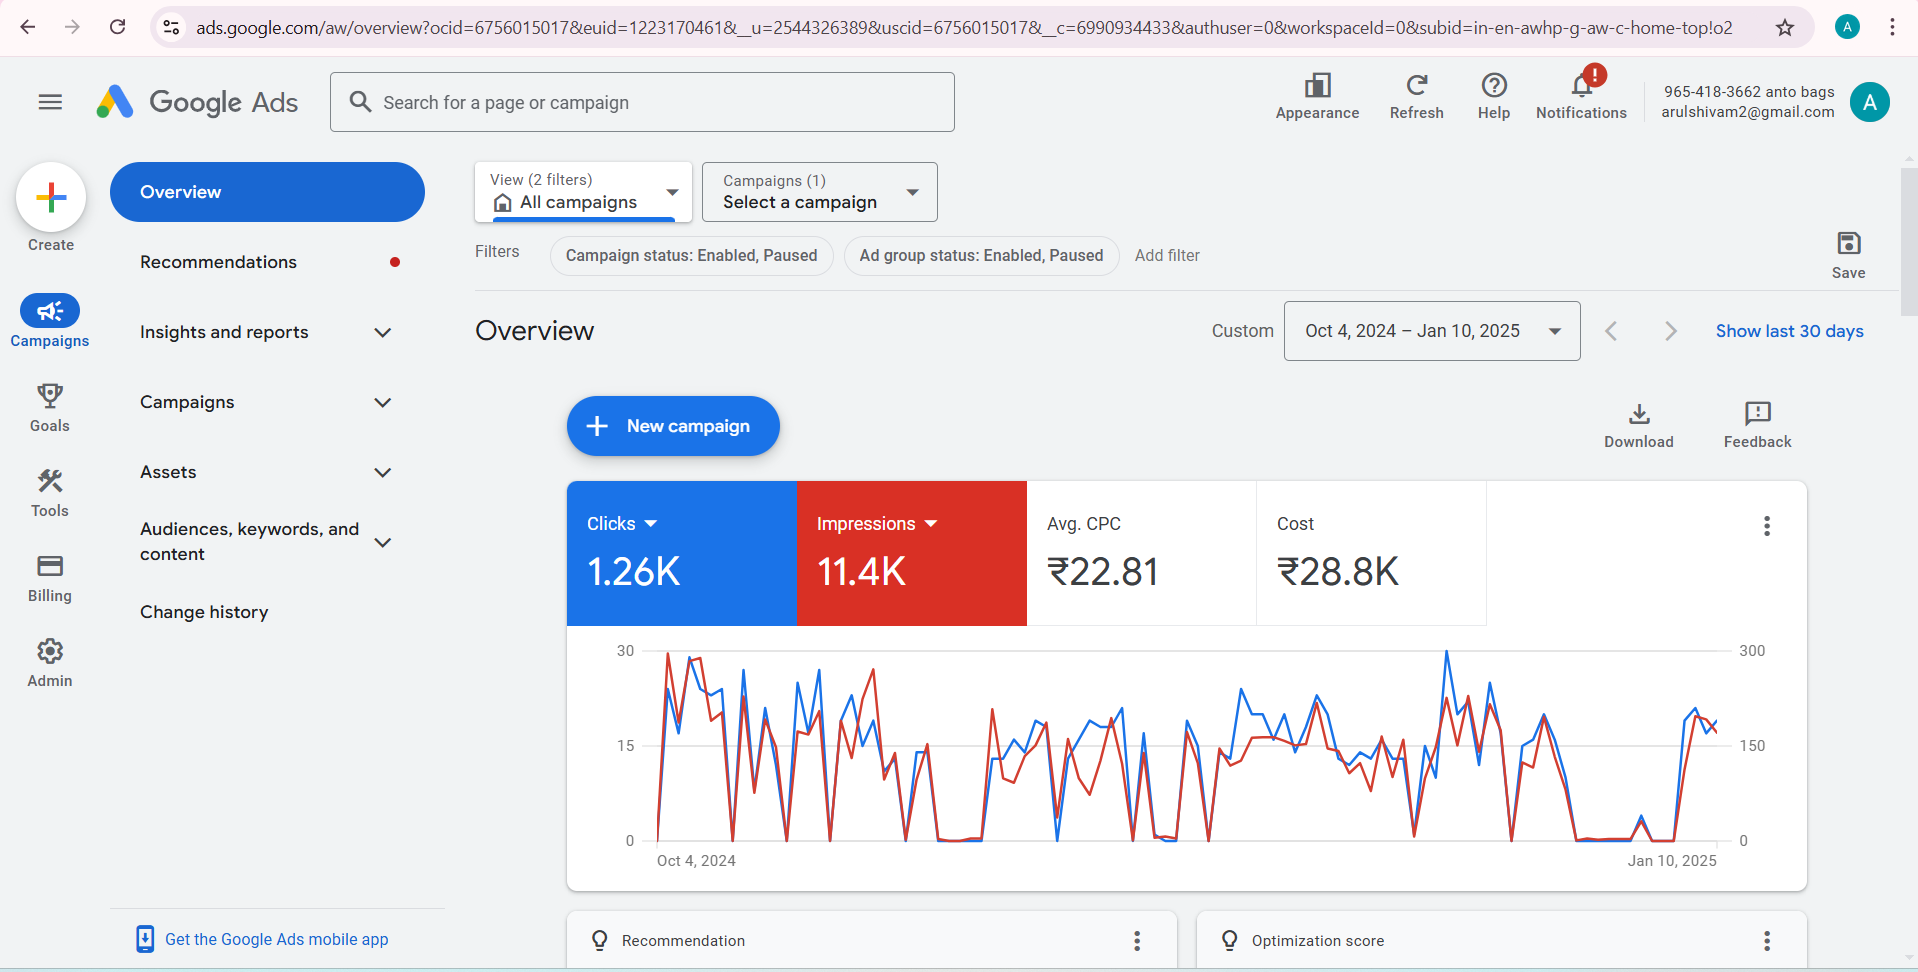 ads.google.com/aw/overview?ocid=6756015017&euid=1223170461&__u=2544326389&uscid=6756015017&__c=6990934433&authuser=0&workspaceId=0&subid=in-en-awhp-g-aw-c-home-top!o2
A
Google Ads
Search for a page or campaign
Appearance
Refresh
Help
!
Notifications
965-418-3662 anto bags
arulshivam2@gmail.com
A
Create
Campaigns
Goals
Tools
Billing
Admin
Overview
Recommendations
Insights and reports
Campaigns
Assets
Audiences, keywords, and
content
Change history
Get the Google Ads mobile app
View (2 filters)
All campaigns
Campaigns (1)
Select a campaign
Filters
Campaign status: Enabled, Paused
Ad group status: Enabled, Paused
Add filter
Save
Overview
Custom
Oct 4, 2024 – Jan 10, 2025
Show last 30 days
New campaign
Download
Feedback
Clicks
1.26K
Impressions
11.4K
Avg. CPC
₹22.81
Cost
₹28.8K
30
300
15
150
0
0
Oct 4, 2024
Jan 10, 2025
Recommendation
Optimization score